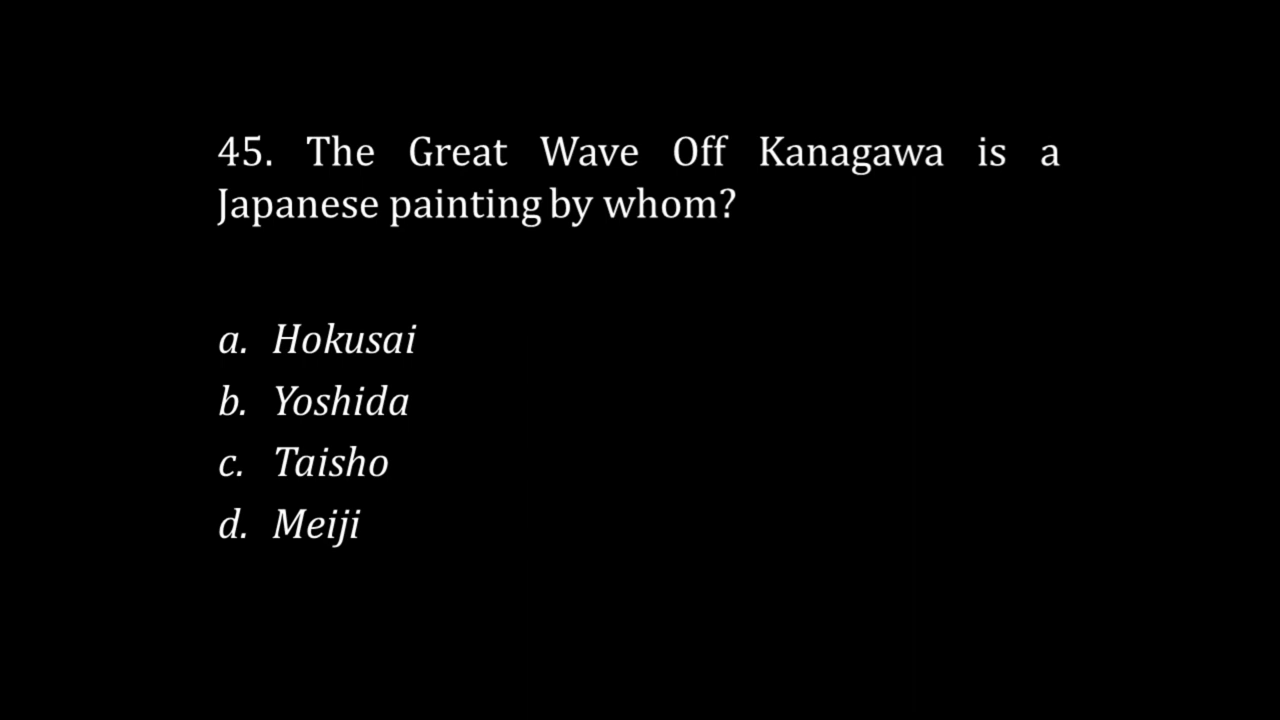 45. The Great Wave Off Kanagawa is a
Japanese painting by whom?
a. Hokusai
b. Yoshida
c. Taisho
d. Meiji